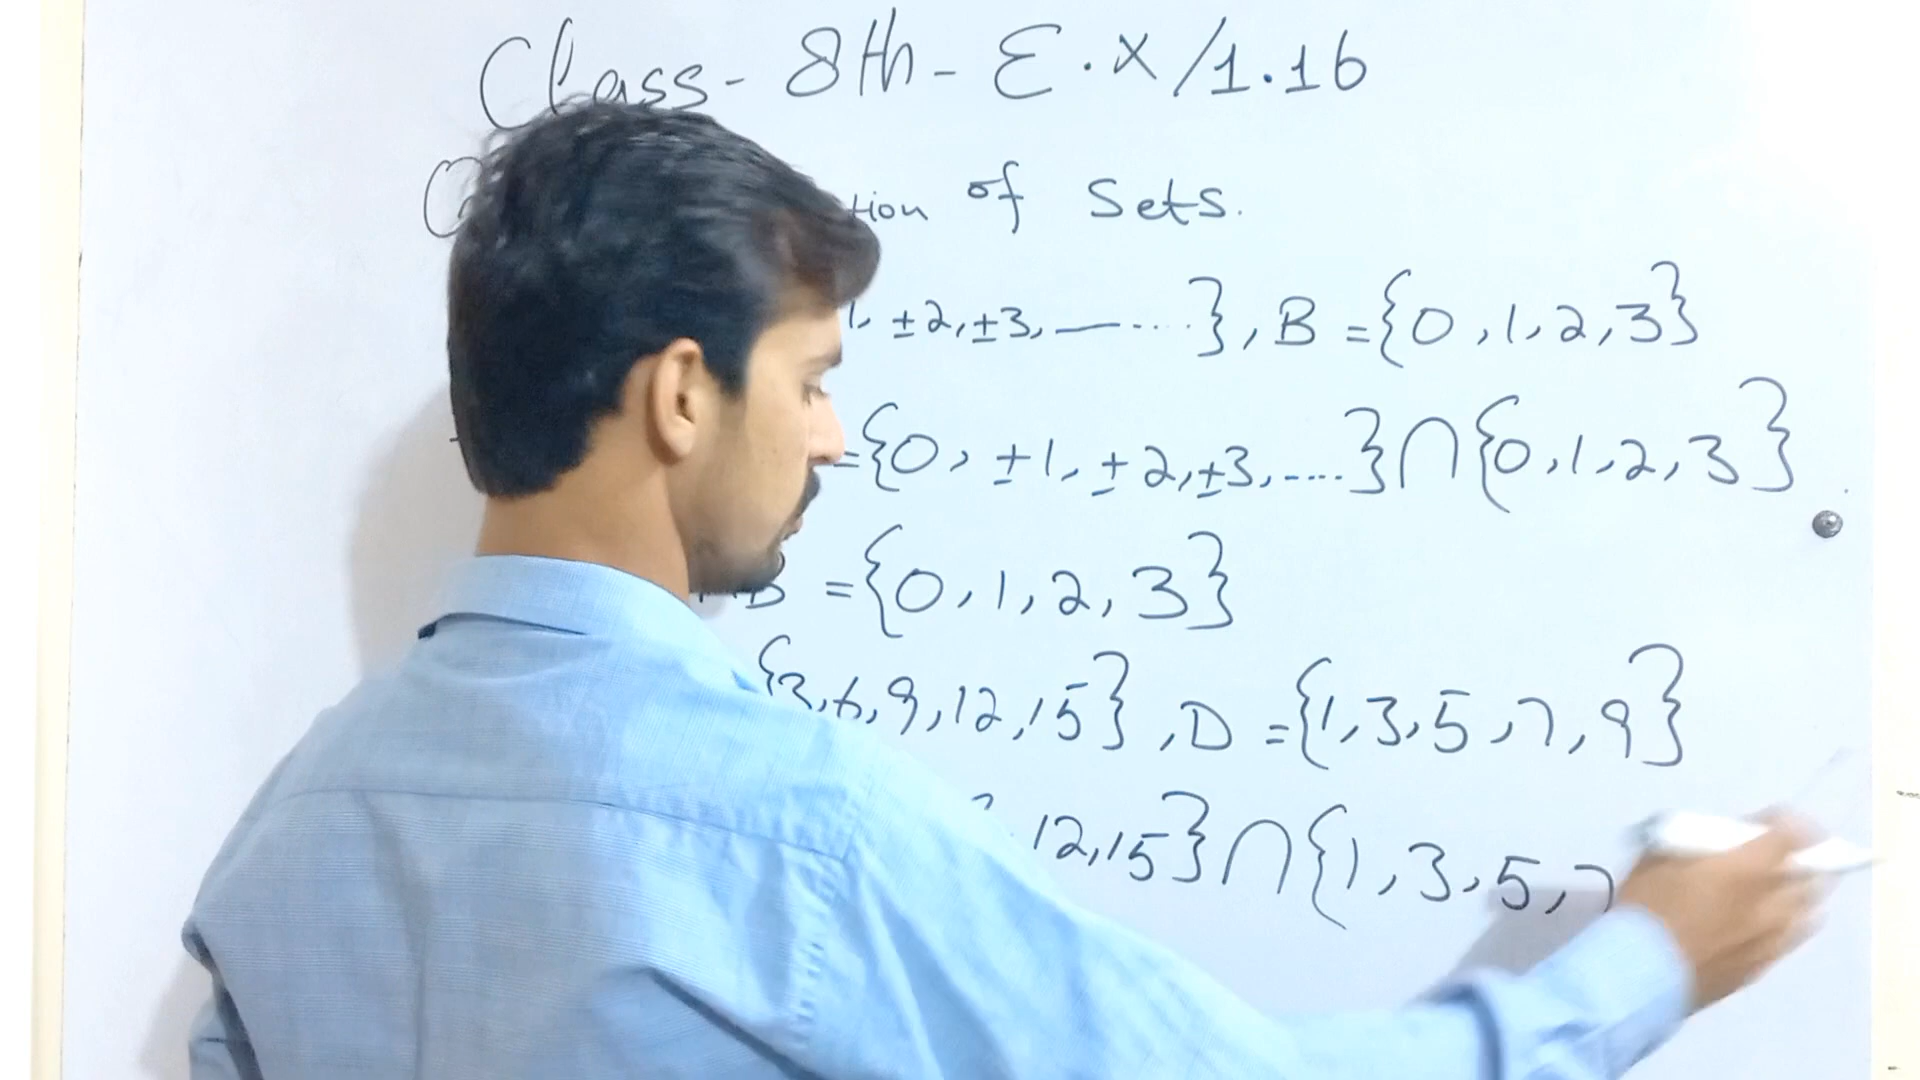 Class - 8th - E.x/1.16
tion of Sets.
1, ±2, ±3, —.....}, B = {0, 1, 2, 3}
= {0, ±1, ±2, ±3, .....} ∩ {0, 1, 2, 3}
B = {0, 1, 2, 3}
{3, 6, 9, 12, 15}, D = {1, 3, 5, 7, 9}
12, 15} ∩ {1, 3, 5, 7